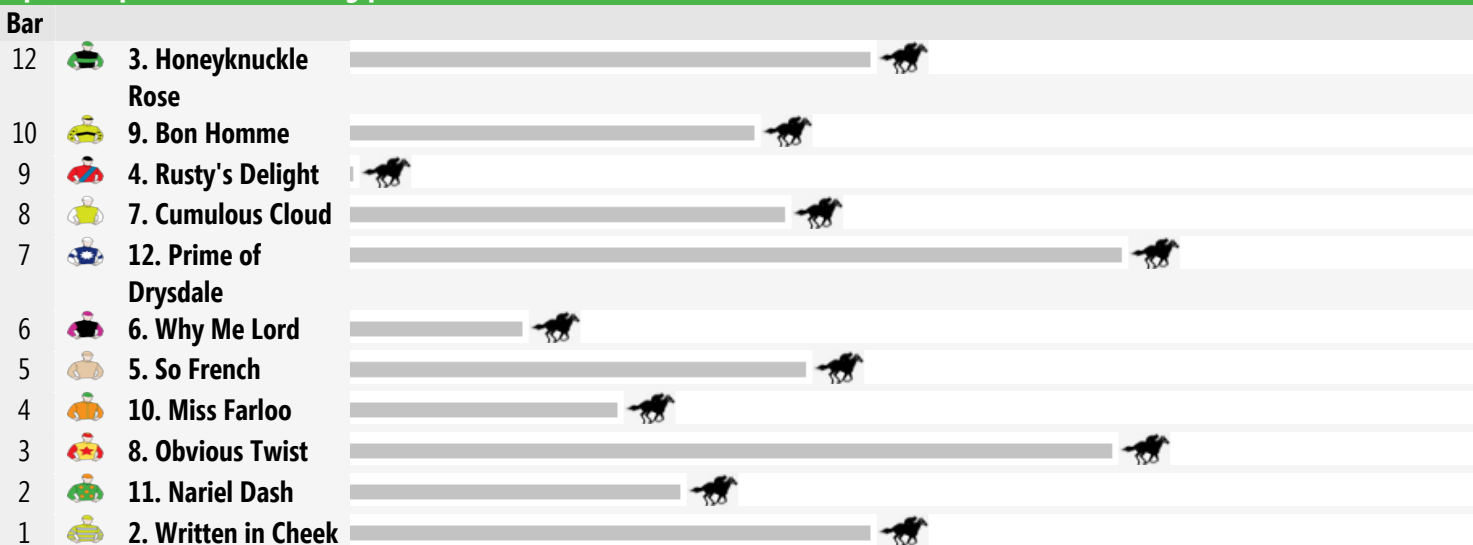 Bar
12 3. Honeyknuckle
Rose
10 9. Bon Homme
9 4. Rusty's Delight
8 7. Cumulous Cloud
7 12. Prime of
Drysdale
6 6. Why Me Lord
5 5. So French
4 10. Miss Farloo
3 8. Obvious Twist
2 11. Nariel Dash
1 2. Written in Cheek